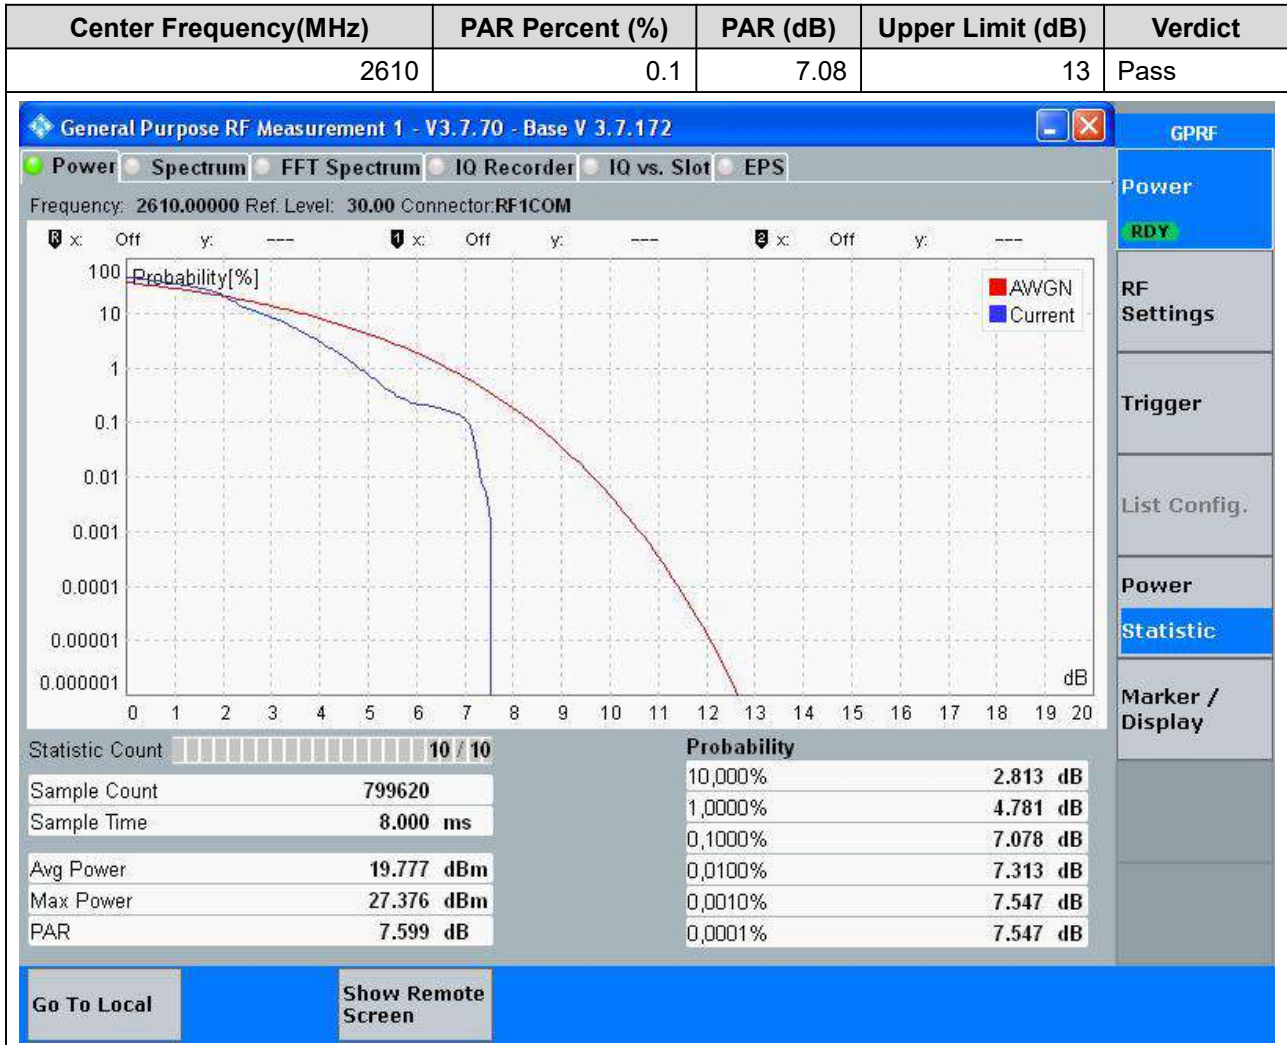 Center Frequency(MHz) PAR Percent (%) PAR (dB) Upper Limit (dB) Verdict
2610 0.1 7.08 13 Pass
General Purpose RF Measurement 1 - V3.7.70 - Base V 3.7.172
GPRF
Power Spectrum FFT Spectrum IQ Recorder IQ vs. Slot EPS
Frequency: 2610.00000 Ref. Level: 30.00 Connector:RF1COM
R x: Off y: --- 1 x: Off y: --- 2 x: Off y: ---
Probability[%]
AWGN
Current
100
10
1
0.1
0.01
0.001
0.0001
0.00001
0.000001
dB
0 1 2 3 4 5 6 7 8 9 10 11 12 13 14 15 16 17 18 19 20
Statistic Count 10 / 10
Sample Count 799620
Sample Time 8.000 ms
Avg Power 19.777 dBm
Max Power 27.376 dBm
PAR 7.599 dB
Probability
10,000% 2.813 dB
1,0000% 4.781 dB
0,1000% 7.078 dB
0,0100% 7.313 dB
0,0010% 7.547 dB
0,0001% 7.547 dB
Power
RDY
RF
Settings
Trigger
List Config.
Power
Statistic
Marker /
Display
Go To Local
Show Remote
Screen